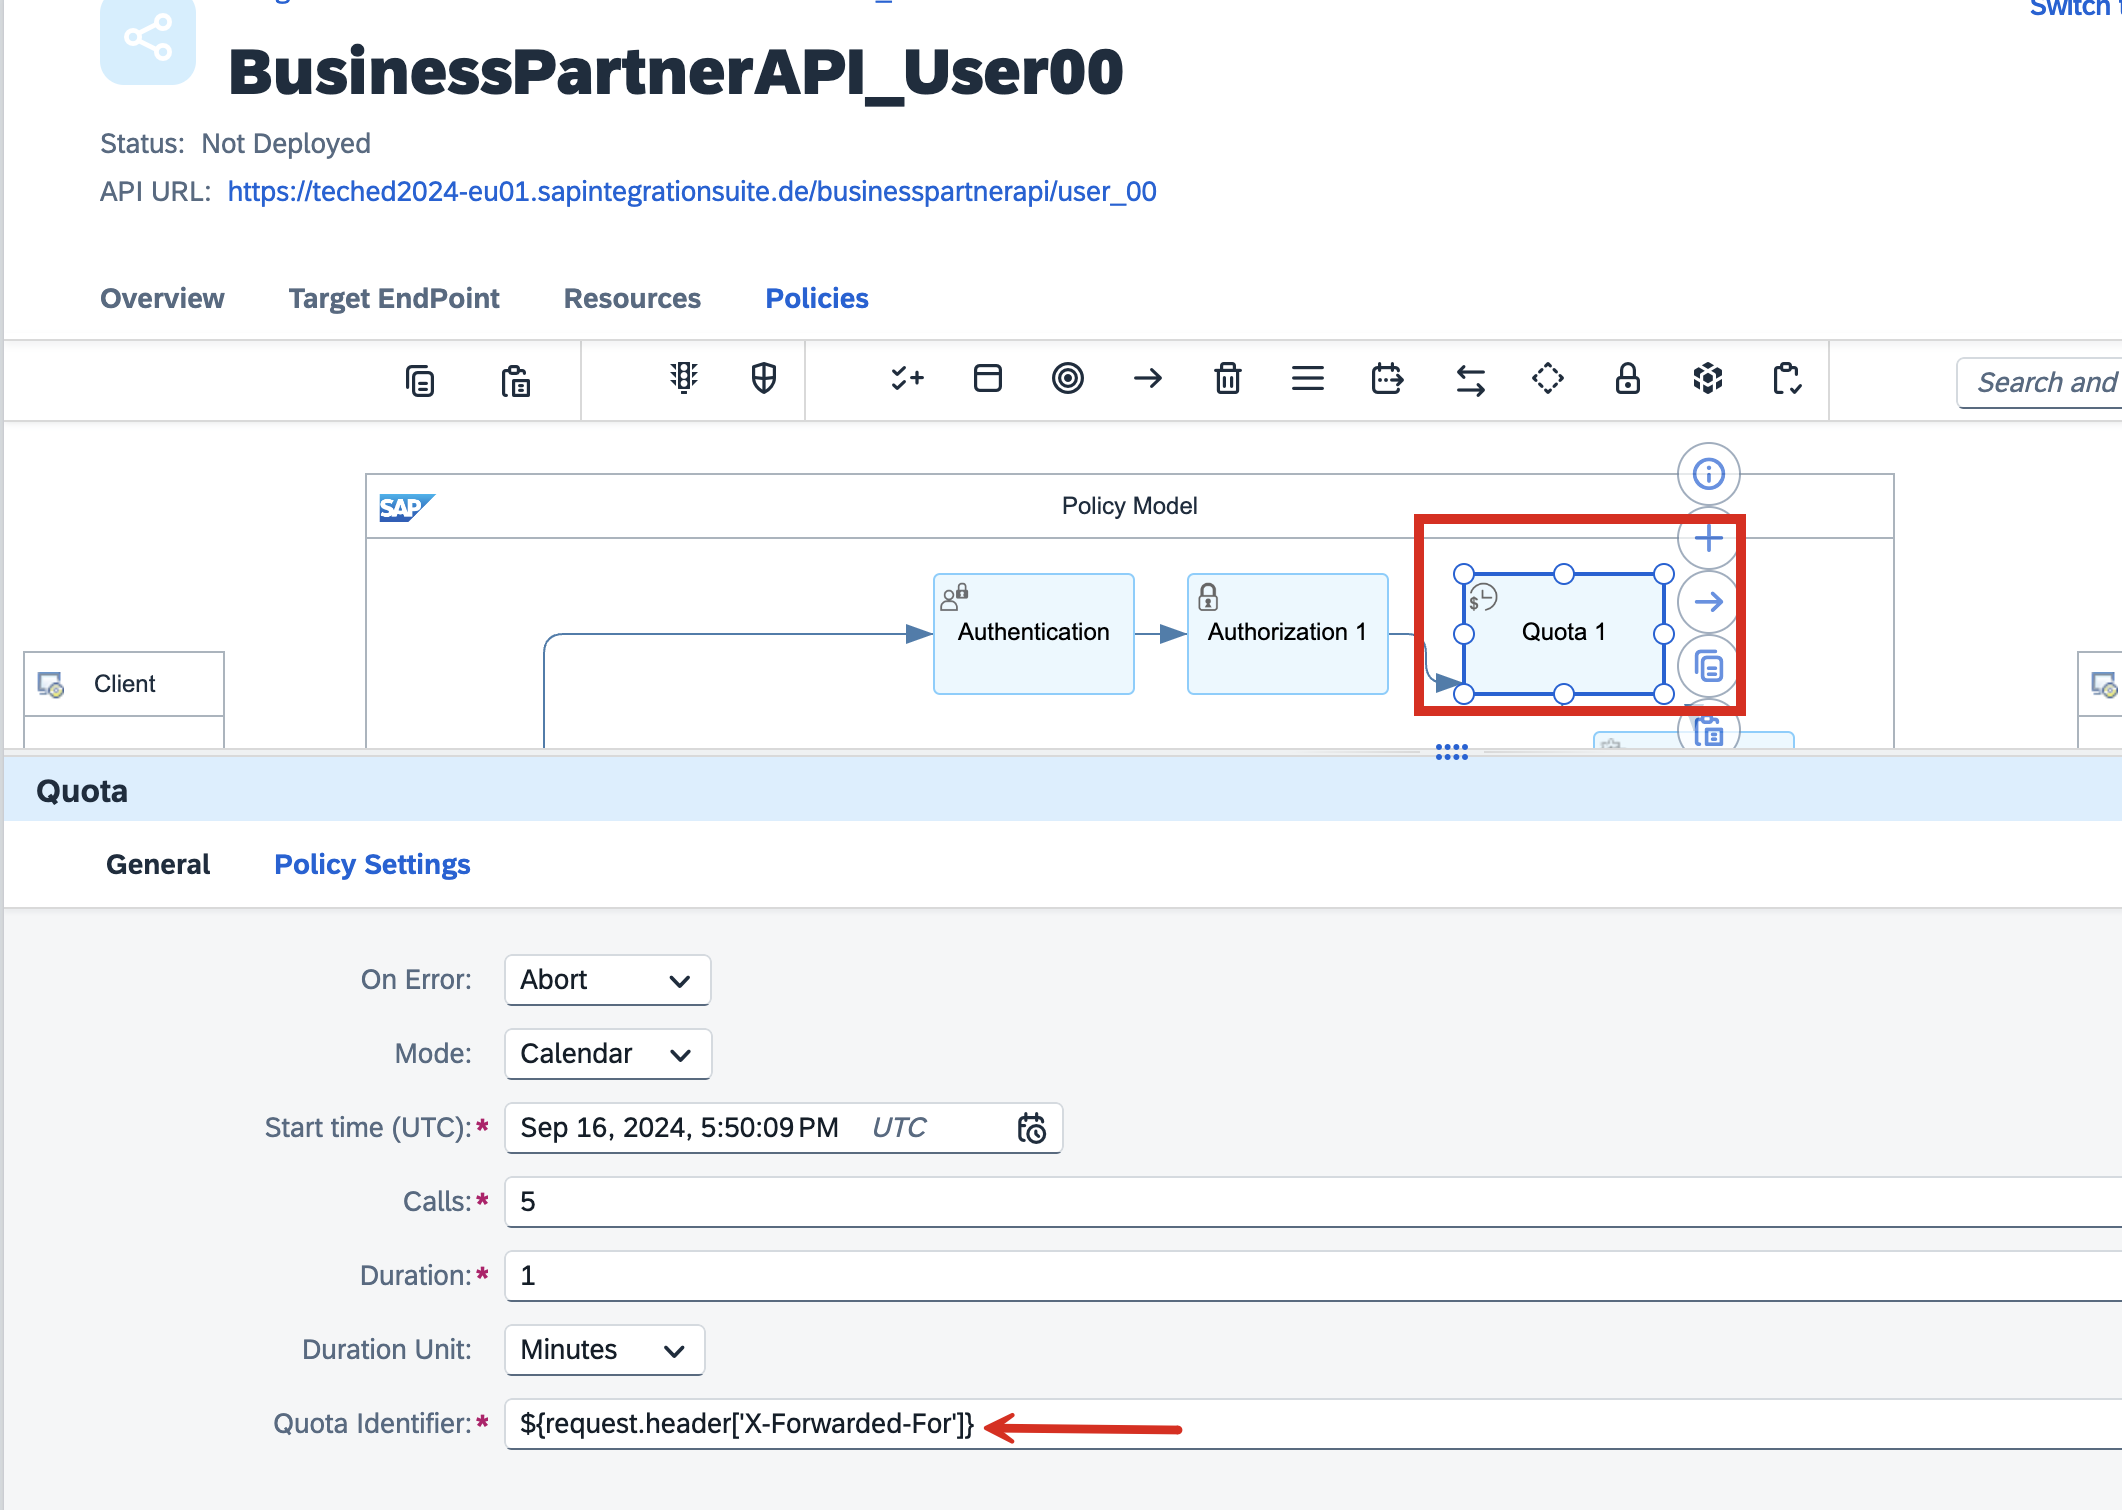 Switch
BusinessPartnerAPI_User00
Status: Not Deployed
API URL: https://teched2024-eu01.sapintegrationsuite.de/businesspartnerapi/user_00
Overview Target EndPoint Resources Policies
Search and
SAP Policy Model
Authentication Authorization 1 $ Quota 1
Client
Quota
General Policy Settings
On Error: Abort
Mode: Calendar
Start time (UTC):* Sep 16, 2024, 5:50:09 PM UTC
Calls:* 5
Duration:* 1
Duration Unit: Minutes
Quota Identifier:* ${request.header['X-Forwarded-For']}